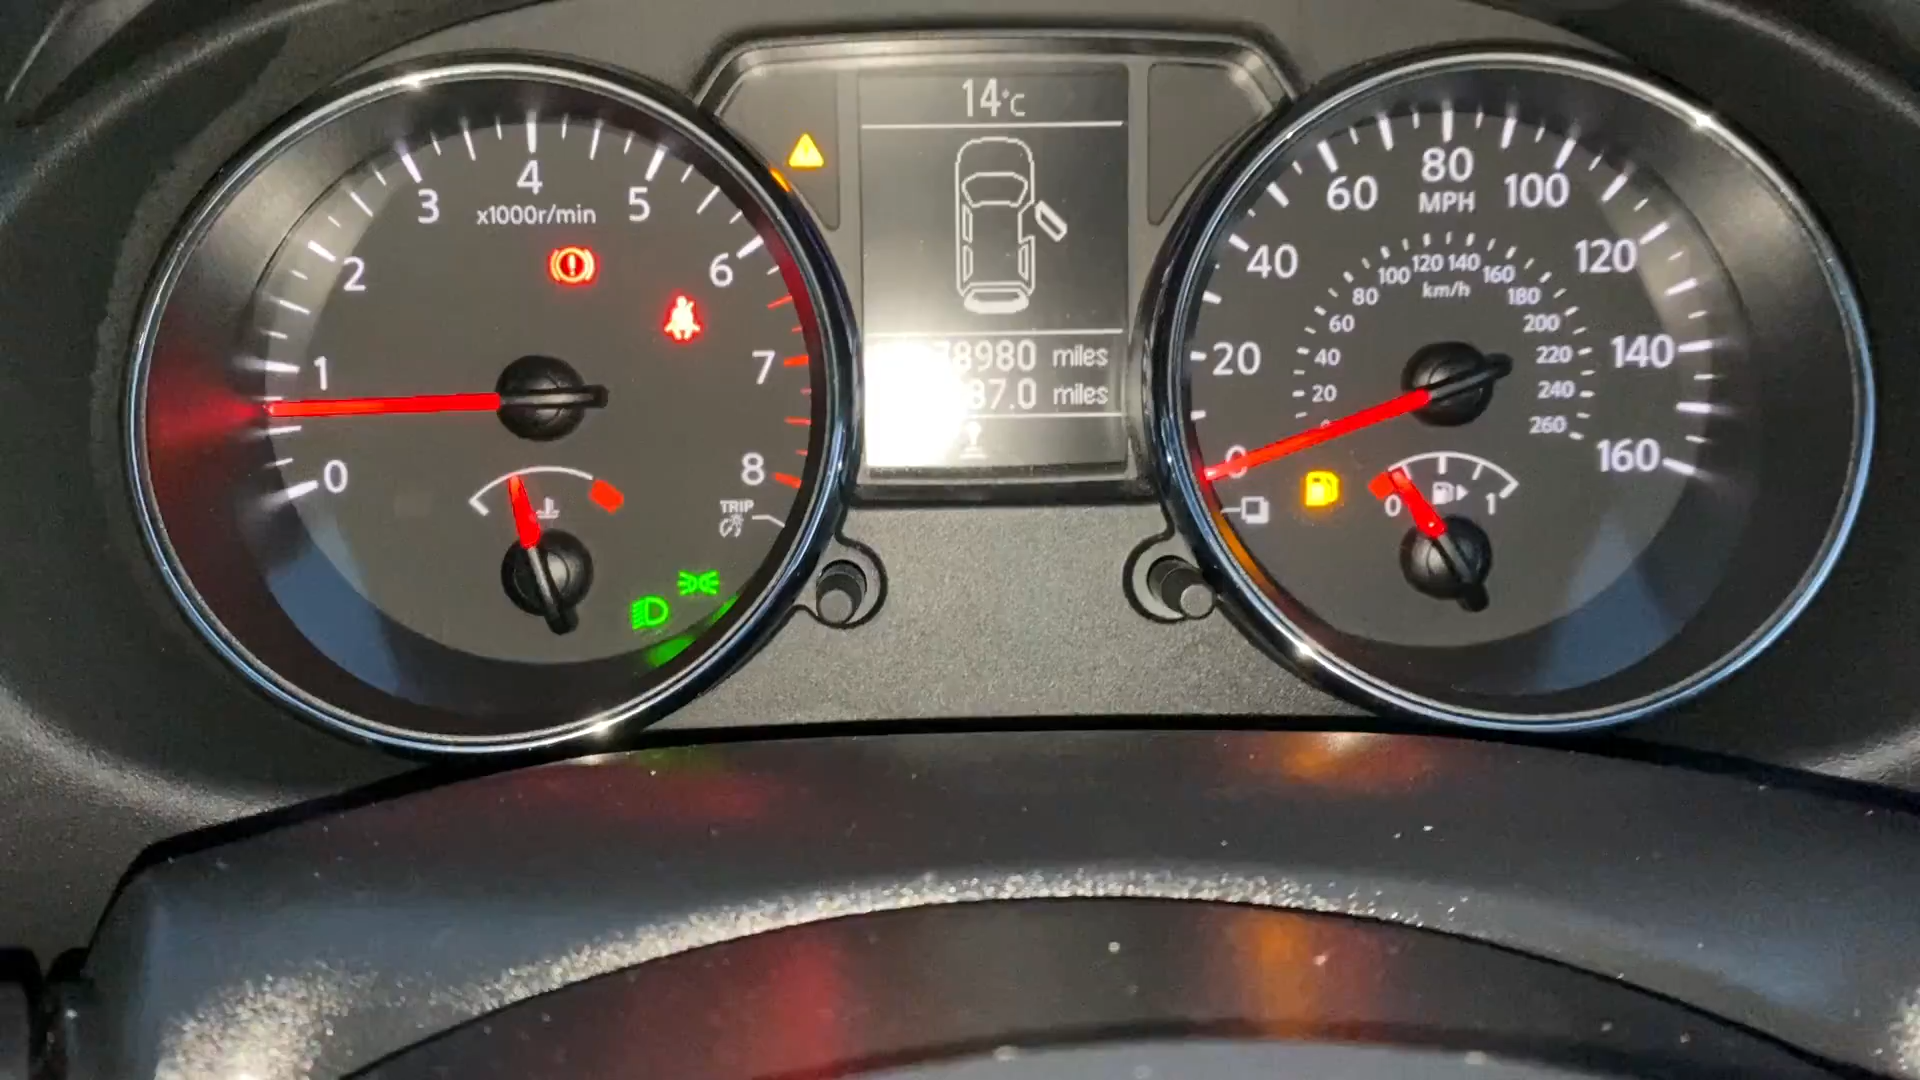 14°C
0 1 2 3 4 5 6 7 8
x1000r/min
TRIP
8980 miles
87.0 miles
0 20 40 60 80 100 120 140 160
MPH
20 40 60 80 100 120 140 160 180 200 220 240 260
km/h
0 1